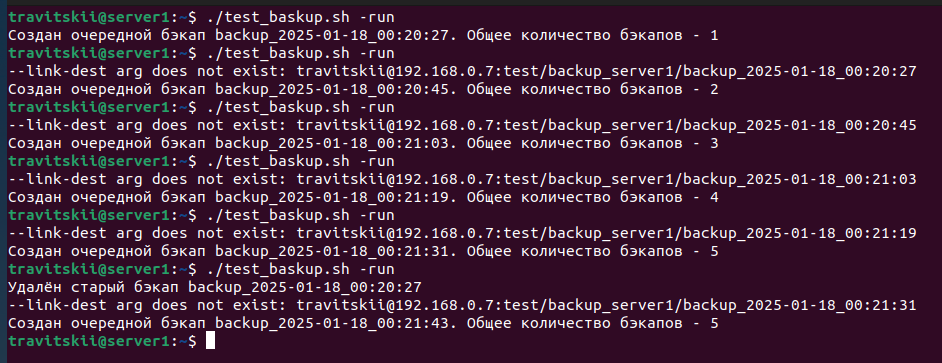 travitskii@server1:~$ ./test_baskup.sh -run
Создан очередной бэкап backup_2025-01-18_00:20:27. Общее количество бэкапов - 1
travitskii@server1:~$ ./test_baskup.sh -run
--link-dest arg does not exist: travitskii@192.168.0.7:test/backup_server1/backup_2025-01-18_00:20:27
Создан очередной бэкап backup_2025-01-18_00:20:45. Общее количество бэкапов - 2
travitskii@server1:~$ ./test_baskup.sh -run
--link-dest arg does not exist: travitskii@192.168.0.7:test/backup_server1/backup_2025-01-18_00:20:45
Создан очередной бэкап backup_2025-01-18_00:21:03. Общее количество бэкапов - 3
travitskii@server1:~$ ./test_baskup.sh -run
--link-dest arg does not exist: travitskii@192.168.0.7:test/backup_server1/backup_2025-01-18_00:21:03
Создан очередной бэкап backup_2025-01-18_00:21:19. Общее количество бэкапов - 4
travitskii@server1:~$ ./test_baskup.sh -run
--link-dest arg does not exist: travitskii@192.168.0.7:test/backup_server1/backup_2025-01-18_00:21:19
Создан очередной бэкап backup_2025-01-18_00:21:31. Общее количество бэкапов - 5
travitskii@server1:~$ ./test_baskup.sh -run
Удалён старый бэкап backup_2025-01-18_00:20:27
--link-dest arg does not exist: travitskii@192.168.0.7:test/backup_server1/backup_2025-01-18_00:21:31
Создан очередной бэкап backup_2025-01-18_00:21:43. Общее количество бэкапов - 5
travitskii@server1:~$